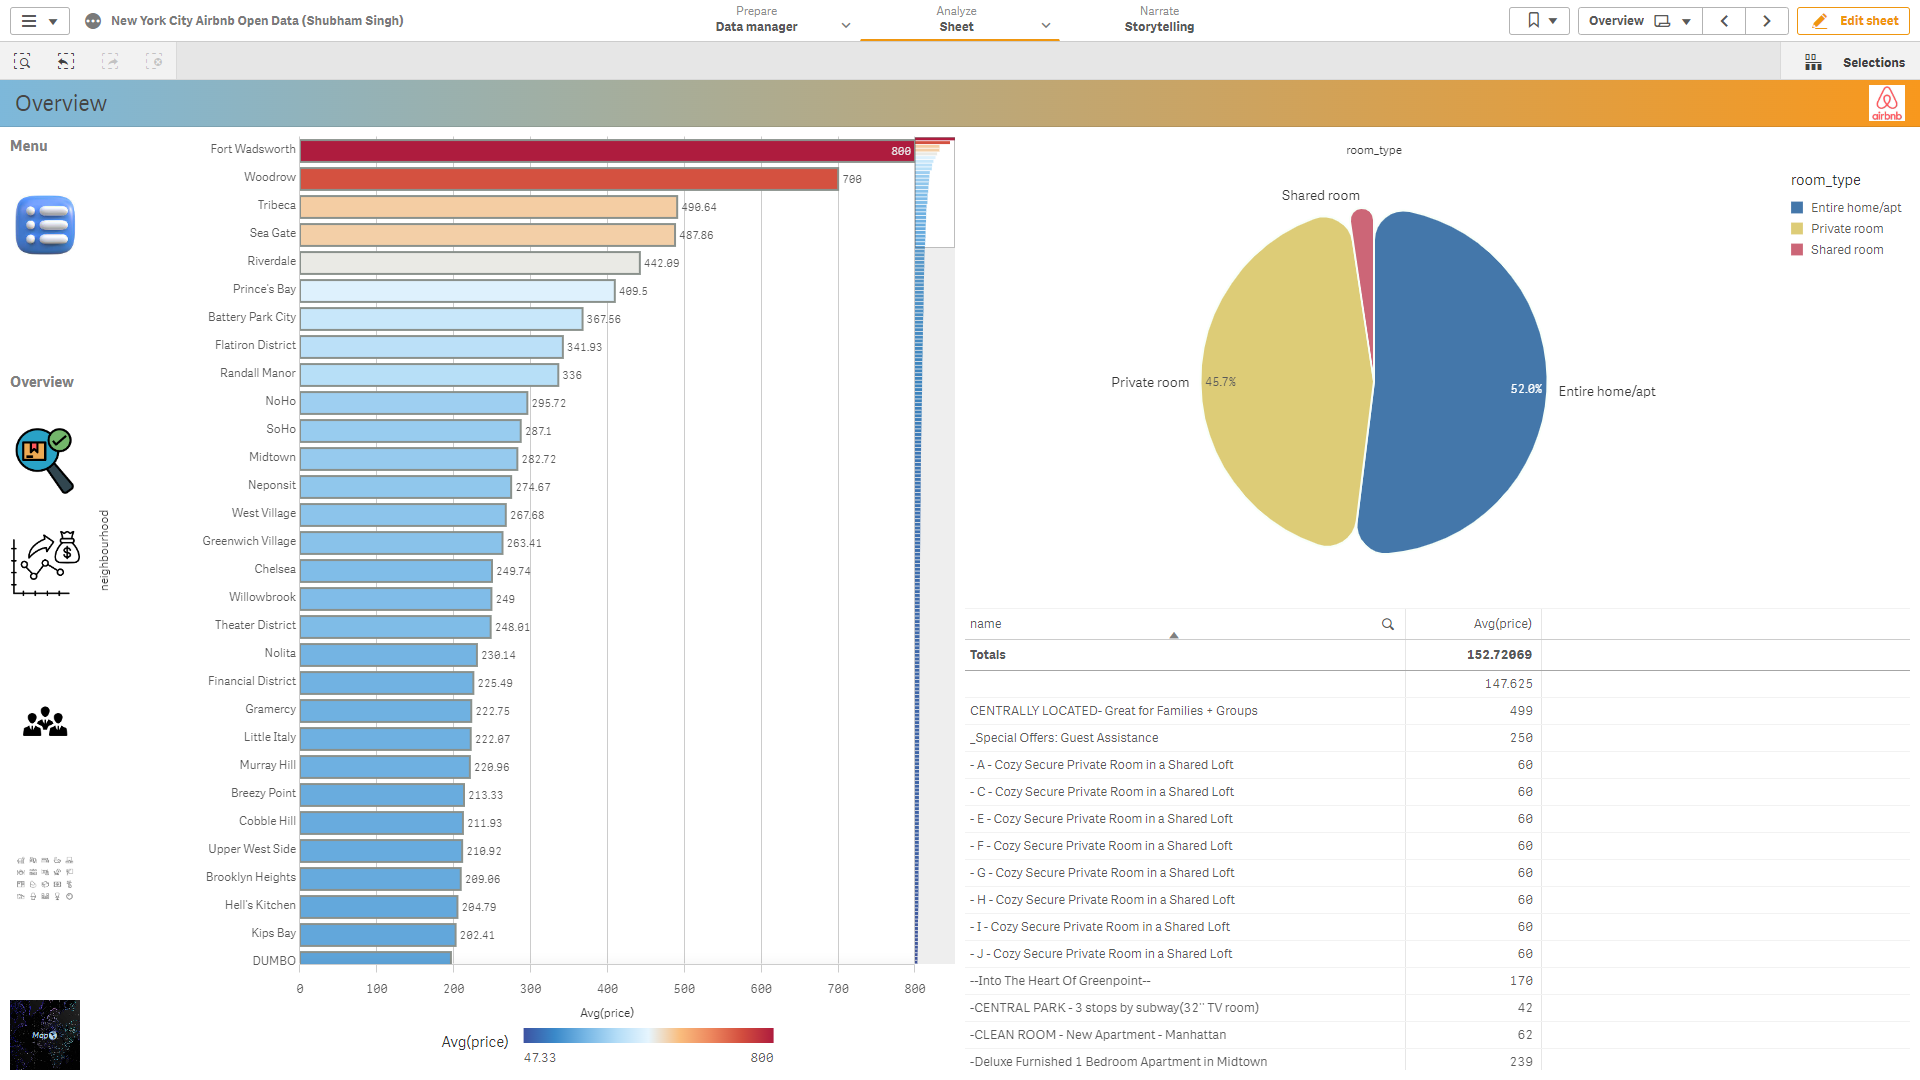 New York City Airbnb Open Data (Shubham Singh)
Prepare
Data manager
Analyze
Sheet
Narrate
Storytelling
Overview
Edit sheet
Selections
Overview
airbnb
Menu
Overview
Map
neighbourhood
Fort Wadsworth 800
Woodrow 700
Tribeca 490.64
Sea Gate 487.86
Riverdale 442.09
Prince's Bay 409.5
Battery Park City 367.56
Flatiron District 341.93
Randall Manor 336
NoHo 295.72
SoHo 287.1
Midtown 282.72
Neponsit 274.67
West Village 267.68
Greenwich Village 263.41
Chelsea 249.74
Willowbrook 249
Theater District 248.01
Nolita 230.14
Financial District 225.49
Gramercy 222.75
Little Italy 222.07
Murray Hill 220.96
Breezy Point 213.33
Cobble Hill 211.93
Upper West Side 210.92
Brooklyn Heights 209.06
Hell's Kitchen 204.79
Kips Bay 202.41
DUMBO
0 100 200 300 400 500 600 700 800
Avg(price)
Avg(price)
47.33 800
room_type
Shared room
Private room 45.7%
52.0% Entire home/apt
room_type
Entire home/apt
Private room
Shared room
name Avg(price)
Totals 152.72069
147.625
CENTRALLY LOCATED- Great for Families + Groups 499
_Special Offers: Guest Assistance 250
- A - Cozy Secure Private Room in a Shared Loft 60
- C - Cozy Secure Private Room in a Shared Loft 60
- E - Cozy Secure Private Room in a Shared Loft 60
- F - Cozy Secure Private Room in a Shared Loft 60
- G - Cozy Secure Private Room in a Shared Loft 60
- H - Cozy Secure Private Room in a Shared Loft 60
- I - Cozy Secure Private Room in a Shared Loft 60
- J - Cozy Secure Private Room in a Shared Loft 60
--Into The Heart Of Greenpoint-- 170
-CENTRAL PARK - 3 stops by subway(32'' TV room) 42
-CLEAN ROOM - New Apartment - Manhattan 62
-Deluxe Furnished 1 Bedroom Apartment in Midtown 239